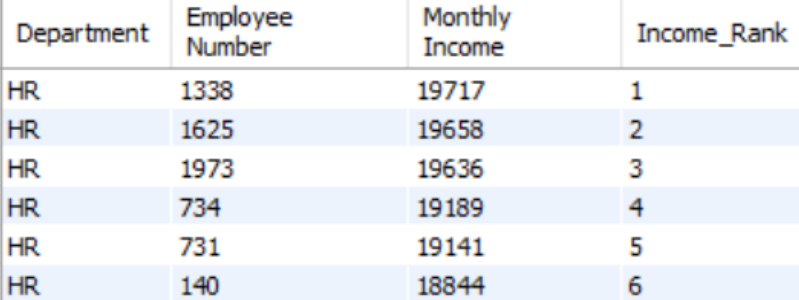 Department Employee Number Monthly Income Income_Rank
HR 1338 19717 1
HR 1625 19658 2
HR 1973 19636 3
HR 734 19189 4
HR 731 19141 5
HR 140 18844 6